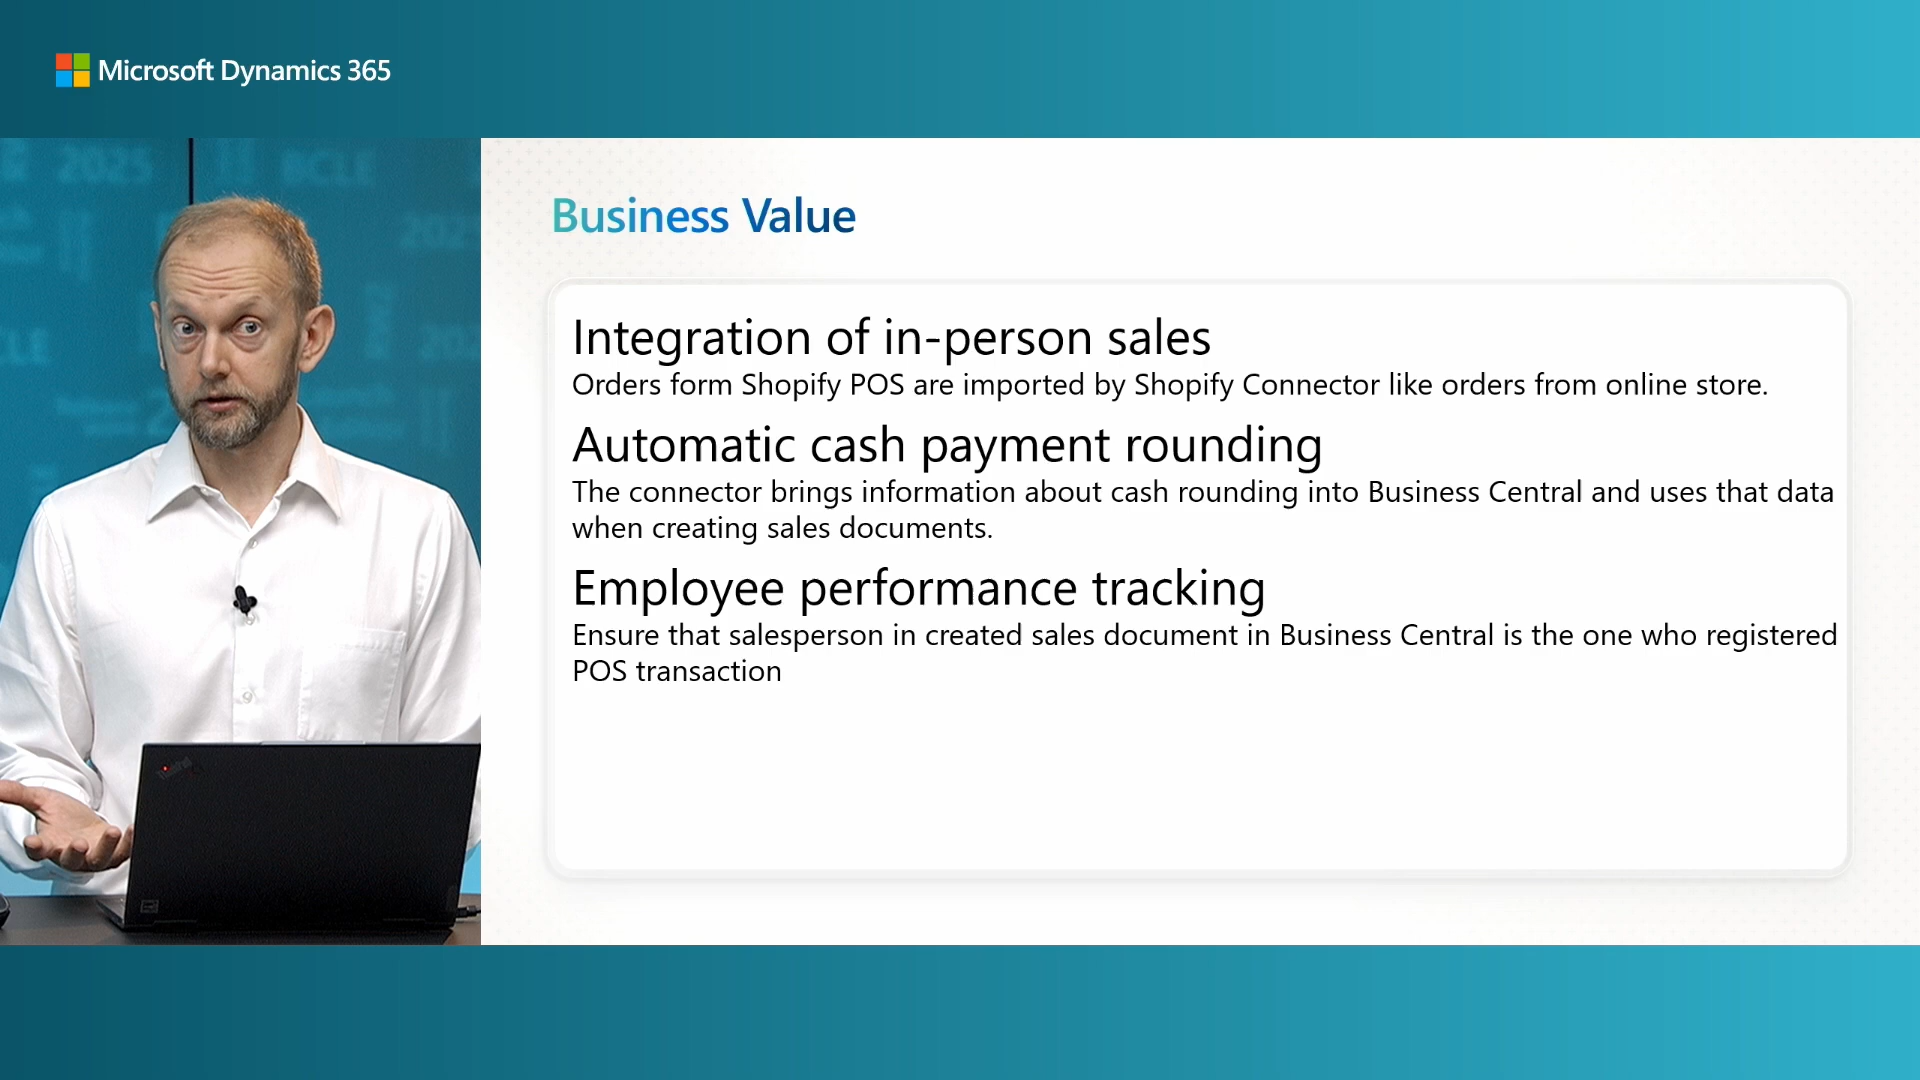 Microsoft Dynamics 365
2025
BCLE
2025
Business Value
Integration of in-person sales
Orders form Shopify POS are imported by Shopify Connector like orders from online store.
Automatic cash payment rounding
The connector brings information about cash rounding into Business Central and uses that data
when creating sales documents.
Employee performance tracking
Ensure that salesperson in created sales document in Business Central is the one who registered
POS transaction